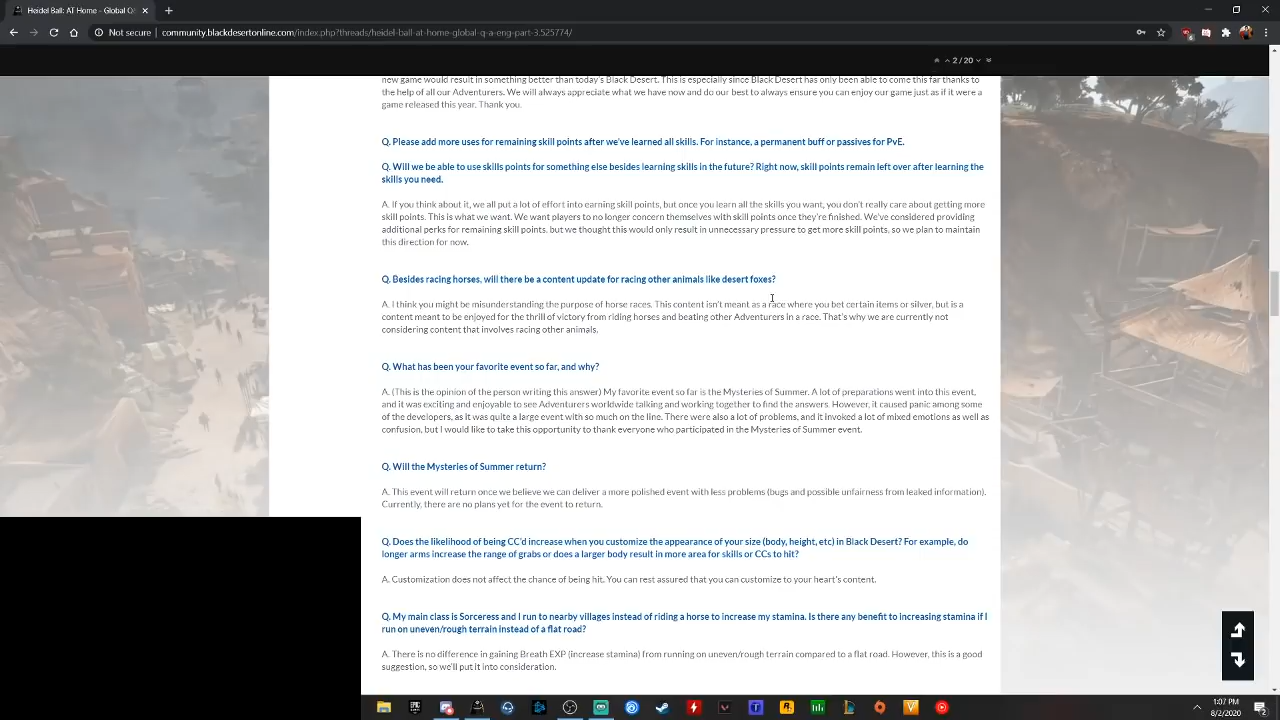 Heidel Ball: AT Home - Global Q
Not secure
community.blackdesertonline.com/index.php?threads/heidel-ball-at-home-global-q-a-eng-part-3.525774/
2 / 20
new game would result in something better than today's Black Desert. This is especially since Black Desert has only been able to come this far thanks to
the help of all our Adventurers. We will always appreciate what we have now and do our best to always ensure you can enjoy our game just as if it were a
game released this year. Thank you.
Q. Please add more uses for remaining skill points after we've learned all skills. For instance, a permanent buff or passives for PvE.
Q. Will we be able to use skills points for something else besides learning skills in the future? Right now, skill points remain left over after learning the
skills you need.
A. If you think about it, we all put a lot of effort into earning skill points, but once you learn all the skills you want, you don't really care about getting more
skill points. This is what we want. We want players to no longer concern themselves with skill points once they're finished. We've considered providing
additional perks for remaining skill points, but we thought this would only result in unnecessary pressure to get more skill points, so we plan to maintain
this direction for now.
Q. Besides racing horses, will there be a content update for racing other animals like desert foxes?
A. I think you might be misunderstanding the purpose of horse races. This content isn't meant as a race where you bet certain items or silver, but is a
content meant to be enjoyed for the thrill of victory from riding horses and beating other Adventurers in a race. That's why we are currently not
considering content that involves racing other animals.
Q. What has been your favorite event so far, and why?
A. (This is the opinion of the person writing this answer) My favorite event so far is the Mysteries of Summer. A lot of preparations went into this event,
and it was exciting and enjoyable to see Adventurers worldwide talking and working together to find the answers. However, it caused panic among some
of the developers, as it was quite a large event with so much on the line. There were also a lot of problems, and it invoked a lot of mixed emotions as well as
confusion, but I would like to take this opportunity to thank everyone who participated in the Mysteries of Summer event.
Q. Will the Mysteries of Summer return?
A. This event will return once we believe we can deliver a more polished event with less problems (bugs and possible unfairness from leaked information).
Currently, there are no plans yet for the event to return.
Q. Does the likelihood of being CC'd increase when you customize the appearance of your size (body, height, etc) in Black Desert? For example, do
longer arms increase the range of grabs or does a larger body result in more area for skills or CCs to hit?
A. Customization does not affect the chance of being hit. You can rest assured that you can customize to your heart's content.
Q. My main class is Sorceress and I run to nearby villages instead of riding a horse to increase my stamina. Is there any benefit to increasing stamina if I
run on uneven/rough terrain instead of a flat road?
A. There is no difference in gaining Breath EXP (increase stamina) from running on uneven/rough terrain compared to a flat road. However, this is a good
suggestion, so we'll put it into consideration.
1:07 PM
8/2/2020